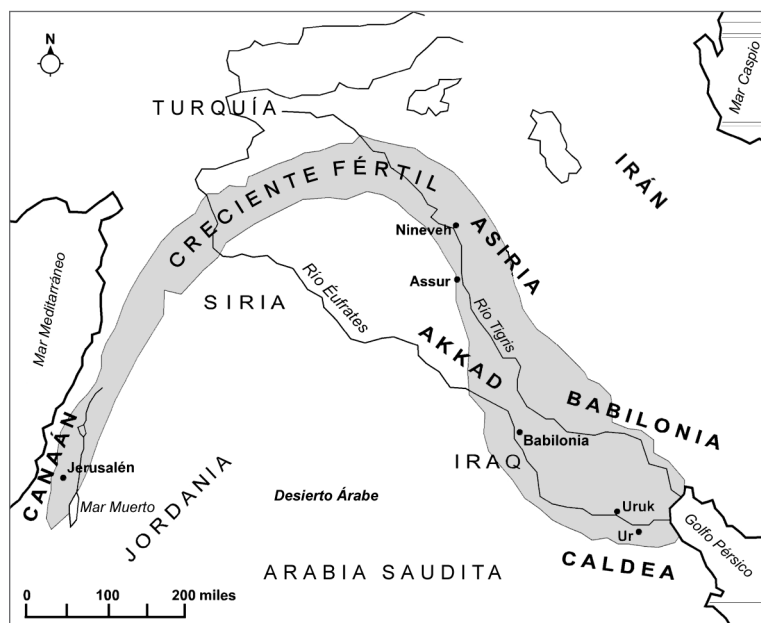 N
Mar Caspio
TURQUÍA
IRÁN
CRECIENTE FÉRTIL
ASIRIA
Nineveh
Mar Meditarráneo
Río Éufrates
Assur
SIRIA
Río Tigris
AKKAD
BABILONIA
CANAÁN
Babilonia
Jerusalén
IRAQ
JORDANIA
Desierto Árabe
Mar Muerto
Uruk
Ur
Golfo Pérsico
CALDEA
ARABIA SAUDITA
0 100 200 miles